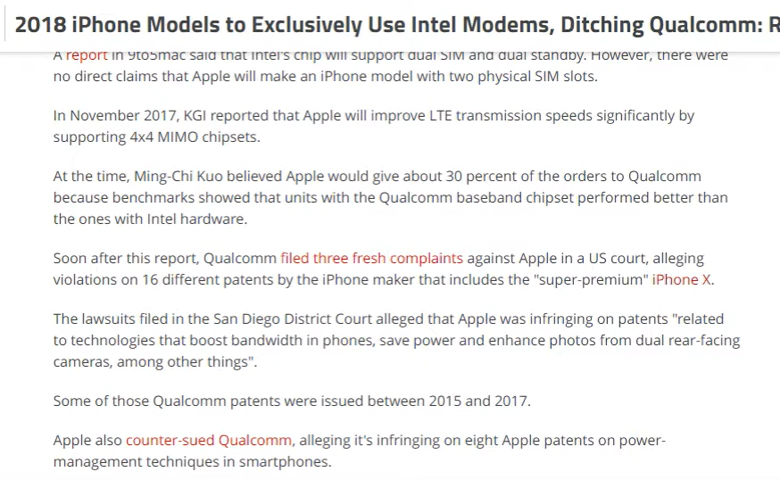 2018 iPhone Models to Exclusively Use Intel Modems, Ditching Qualcomm: R
A report in 9to5mac said that Intel's chip will support dual SIM and dual standby. However, there were
no direct claims that Apple will make an iPhone model with two physical SIM slots.
In November 2017, KGI reported that Apple will improve LTE transmission speeds significantly by
supporting 4x4 MIMO chipsets.
At the time, Ming-Chi Kuo believed Apple would give about 30 percent of the orders to Qualcomm
because benchmarks showed that units with the Qualcomm baseband chipset performed better than
the ones with Intel hardware.
Soon after this report, Qualcomm filed three fresh complaints against Apple in a US court, alleging
violations on 16 different patents by the iPhone maker that includes the "super-premium" iPhone X.
The lawsuits filed in the San Diego District Court alleged that Apple was infringing on patents "related
to technologies that boost bandwidth in phones, save power and enhance photos from dual rear-facing
cameras, among other things".
Some of those Qualcomm patents were issued between 2015 and 2017.
Apple also counter-sued Qualcomm, alleging it's infringing on eight Apple patents on power-
management techniques in smartphones.